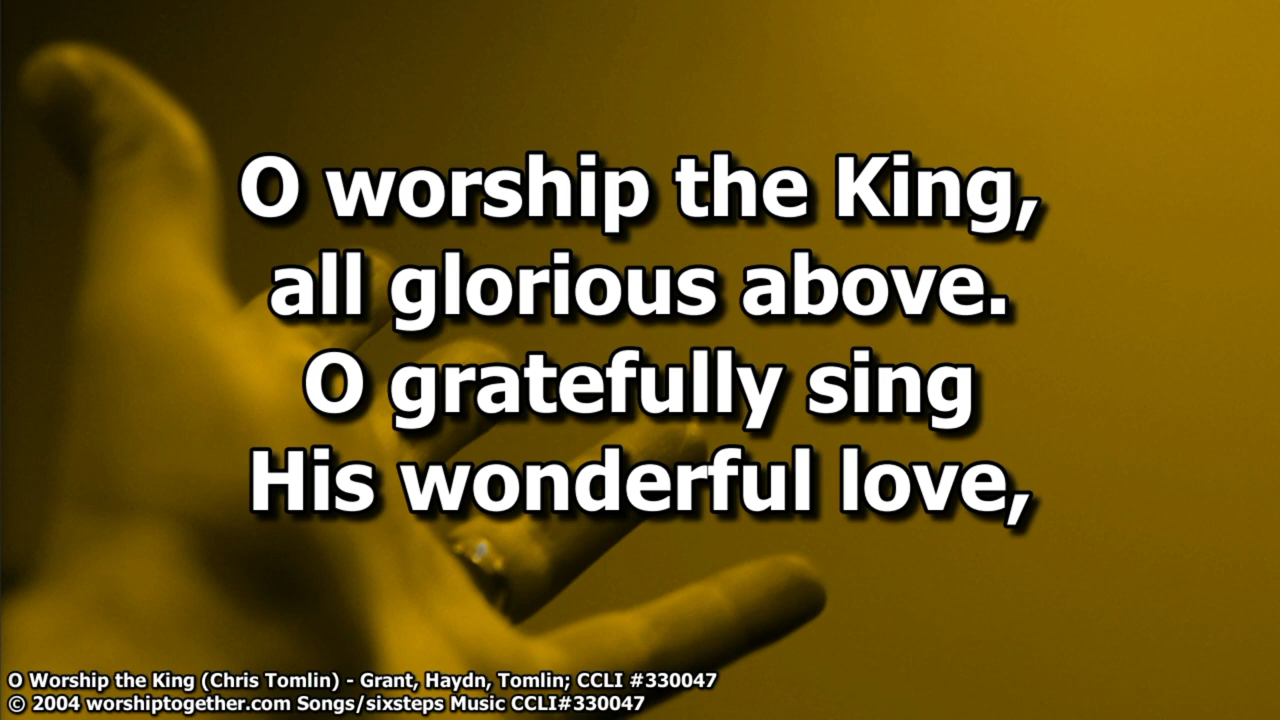 O worship the King,
all glorious above.
O gratefully sing
His wonderful love,
O Worship the King (Chris Tomlin) - Grant, Haydn, Tomlin; CCLI #330047
© 2004 worshiptogether.com Songs/sixsteps Music CCLI#330047